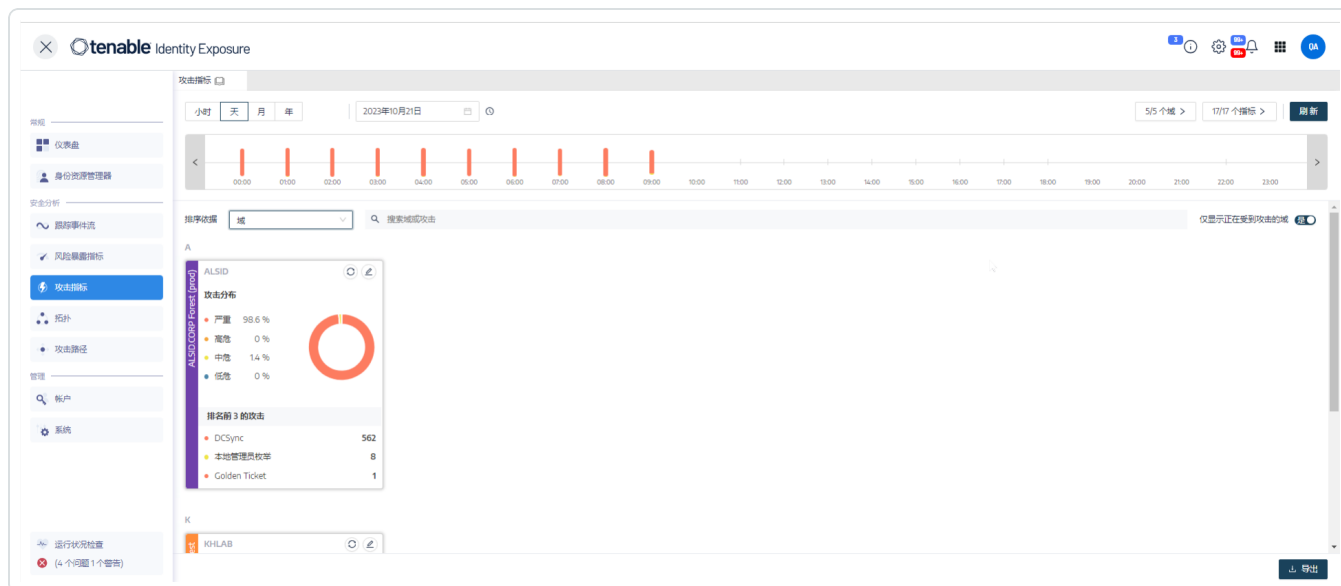 tenable Identity Exposure
3
99+
99+
QA
攻击指标
小时 天 月 年
2023年10月21日
5/5 个域 >
17/17 个指标 >
刷新
00:00 01:00 02:00 03:00 04:00 05:00 06:00 07:00 08:00 09:00 10:00 11:00 12:00 13:00 14:00 15:00 16:00 17:00 18:00 19:00 20:00 21:00 22:00 23:00
常规
仪表盘
身份资源管理器
安全分析
跟踪事件流
风险暴露指标
攻击指标
拓扑
攻击路径
管理
帐户
系统
运行状况检查
(4 个问题 1 个警告)
排序依据
域
搜索域或攻击
仅显示正在受到攻击的域
是
A
ALSID.CORP Forest (prod)
ALSID
攻击分布
严重 98.6 %
高危 0 %
中危 1.4 %
低危 0 %
排名前 3 的攻击
DCSync 562
本地管理员枚举 8
Golden Ticket 1
K
KHLAB
导出